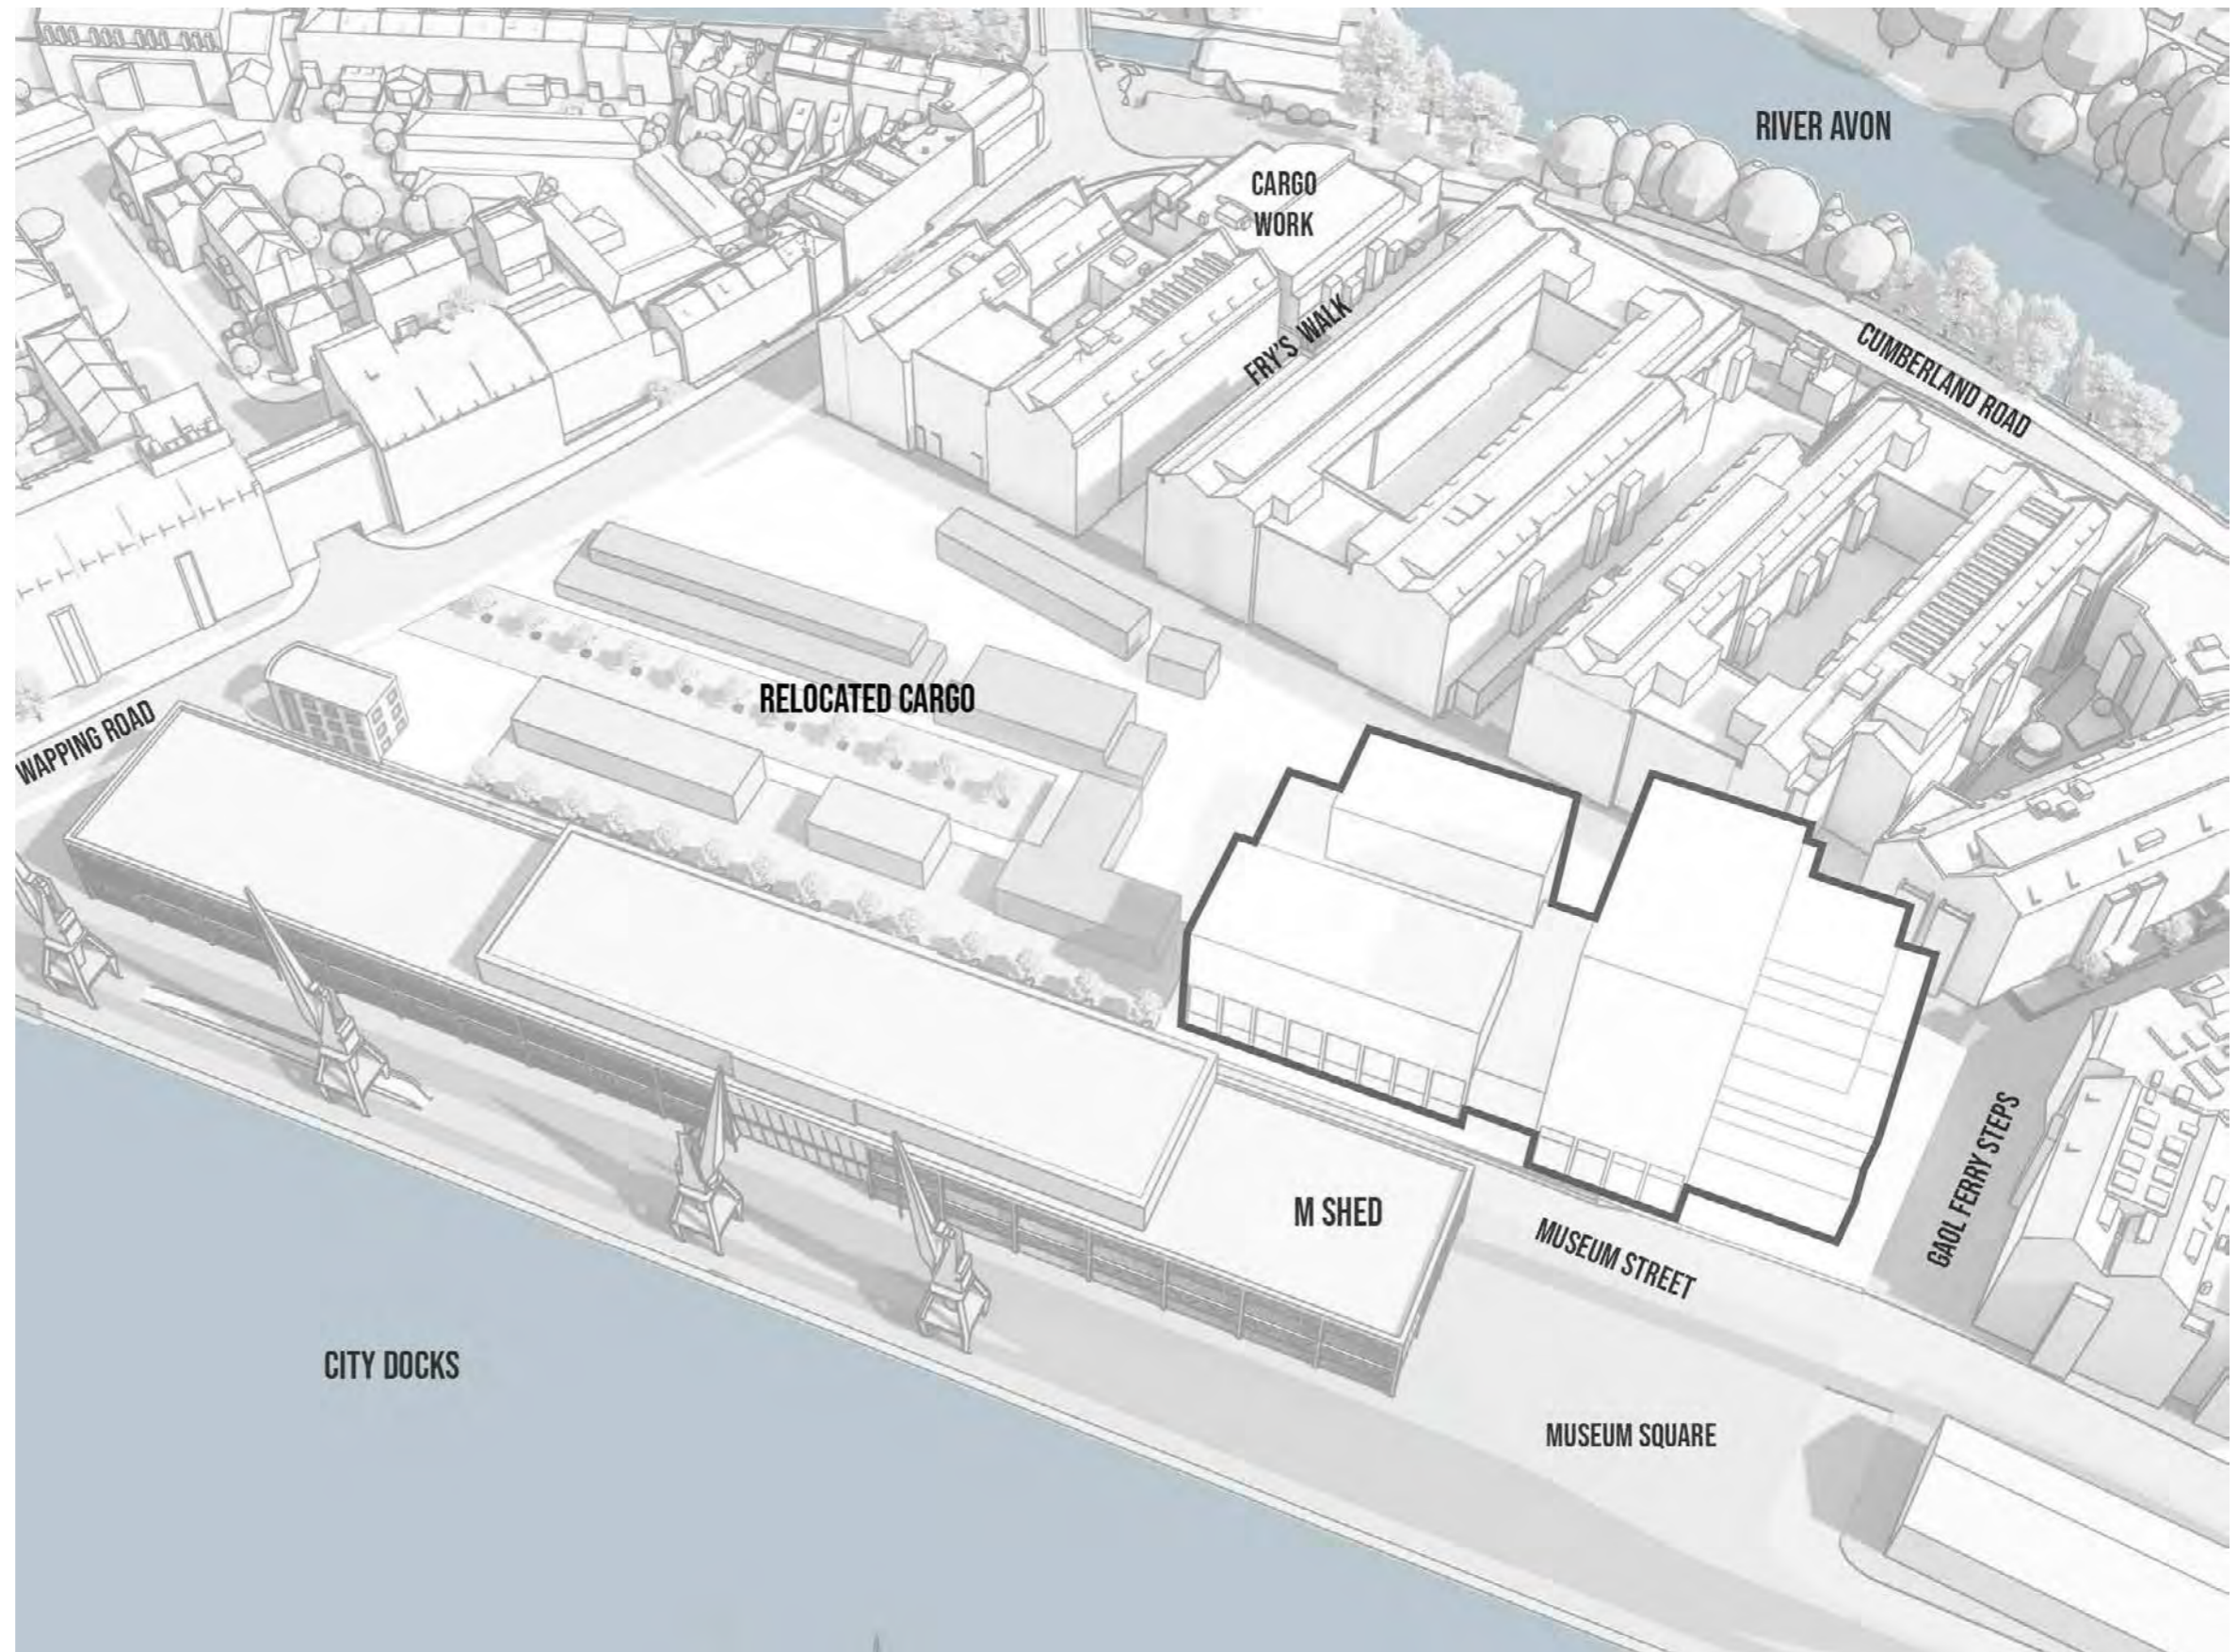 RIVER AVON
CARGO
WORK
FRY'S WALK
CUMBERLAND ROAD
RELOCATED CARGO
WAPPING ROAD
M SHED
MUSEUM STREET
GAOL FERRY STEPS
CITY DOCKS
MUSEUM SQUARE